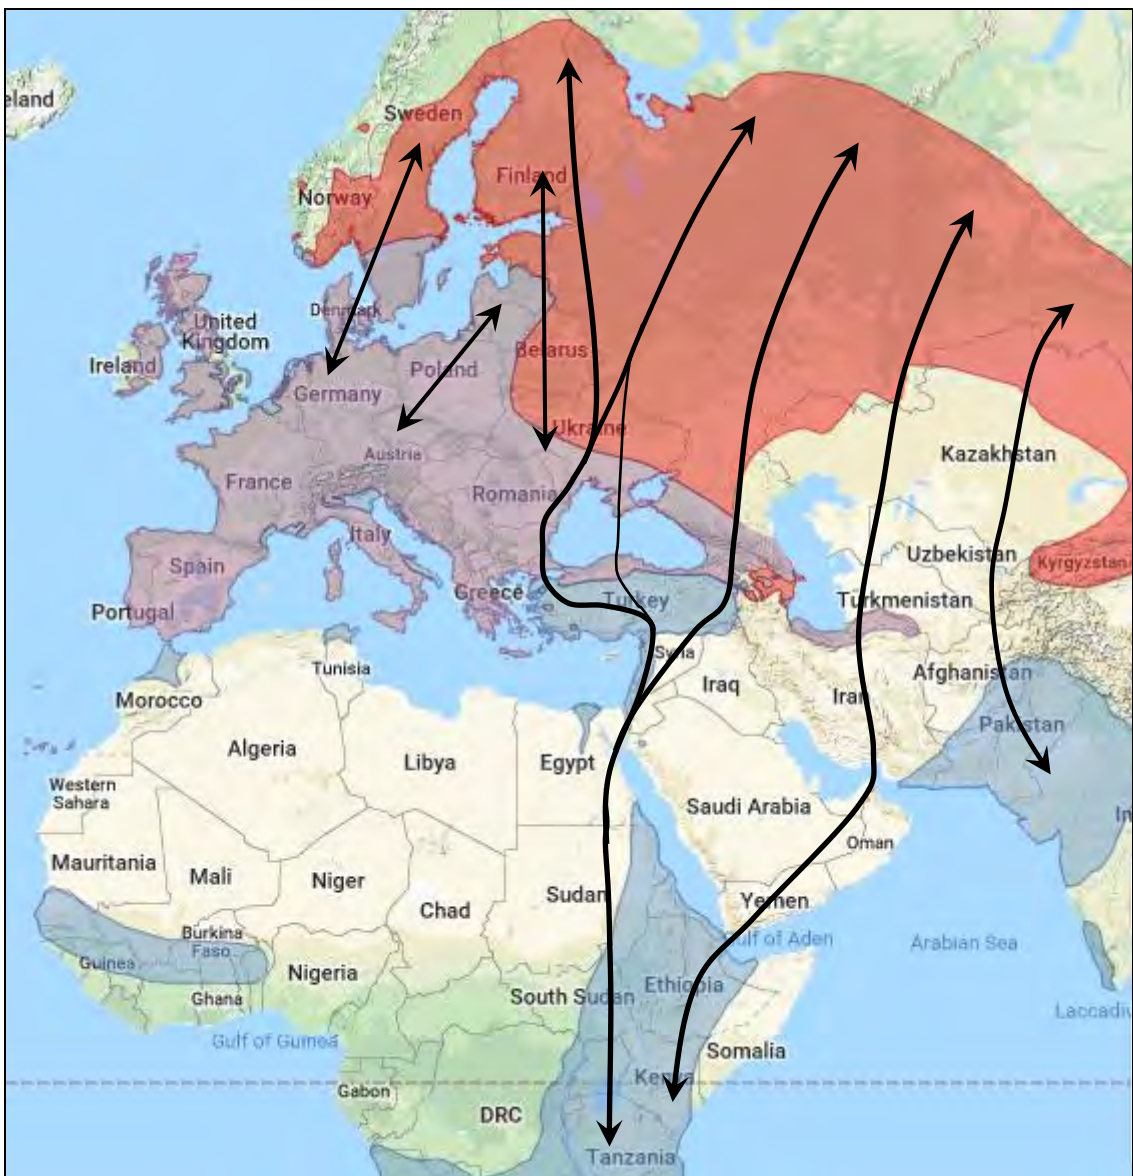 eland
Sweden
Finland
Norway
United
Kingdom
Denmark
Ireland
Belarus
Poland
Germany
Ukraine
Austria
Kazakhstan
France
Romania
Italy
Uzbekistan
Spain
Kyrgyzstan
Greece
Turkey
Türkmenistan
Portugal
Syria
Tunisia
Afghanistan
Iraq
Iran
Morocco
Pakistan
Algeria
Libya
Egypt
Western
Sahara
Saudi Arabia
In
Oman
Mauritania
Mali
Niger
Sudan
Yemen
Chad
Burkina
Faso
Gulf of Aden
Arabian Sea
Guinea
Nigeria
Ethiopia
Ghana
South Sudan
Laccadiv
Gulf of Guinea
Somalia
Kenya
Gabon
DRC
Tanzania